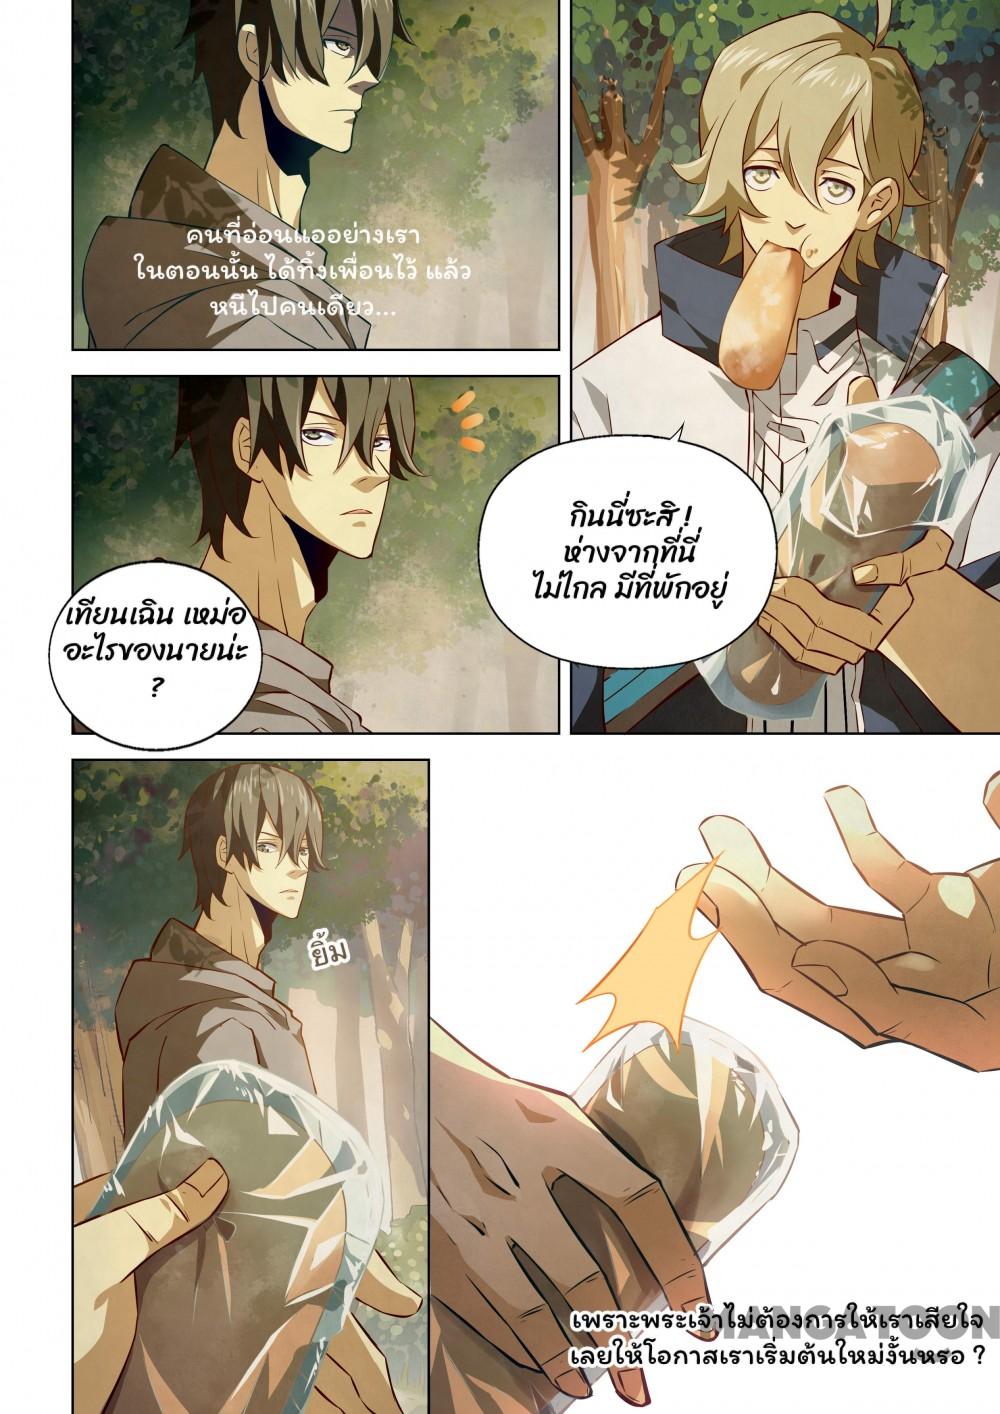 คนที่อ่อนแออย่างเรา
ในตอนนั้น ได้ทิ้งเพื่อนไว้ แล้ว
หนีไปคนเดียว...
เทียนเฉิน เหม่อ
อะไรของนายน่ะ
?
กินนี่ซะสิ !
ห่างจากที่นี่
ไม่ไกล มีที่พักอยู่
ยิ้ม
เพราะพระเจ้าไม่ต้องการให้เราเสียใจ
เลยให้โอกาสเราเริ่มต้นใหม่งั้นหรอ ?
MANGATOON